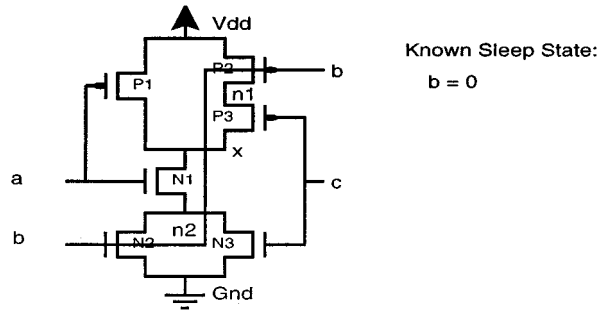 Vdd
Known Sleep State:
b = 0
P2
b
P1
n1
P3
x
a
N1
c
n2
b
N2
N3
Gnd